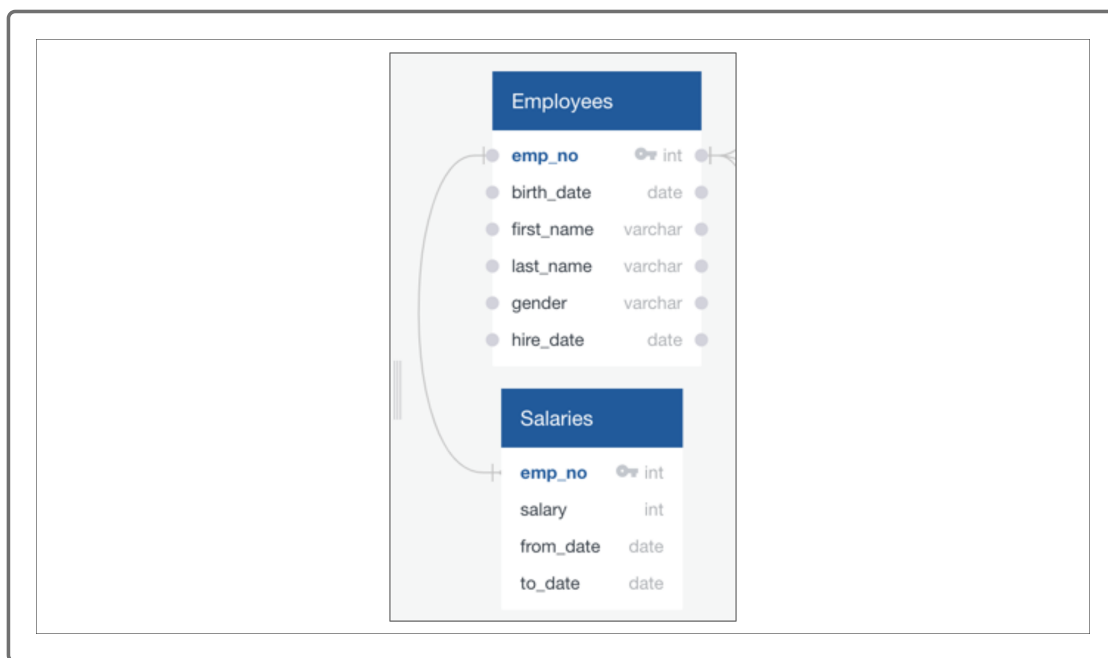 Employees
emp_no int
birth_date date
first_name varchar
last_name varchar
gender varchar
hire_date date
Salaries
emp_no int
salary int
from_date date
to_date date